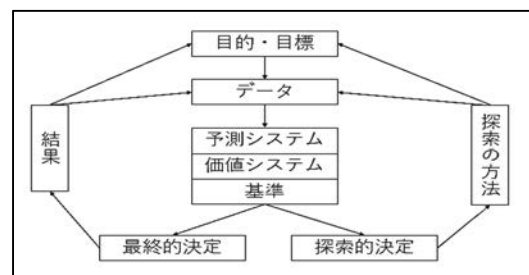 目的・目標
データ
予測システム
価値システム
基準
結果
探索の方法
最終的決定
探索的決定